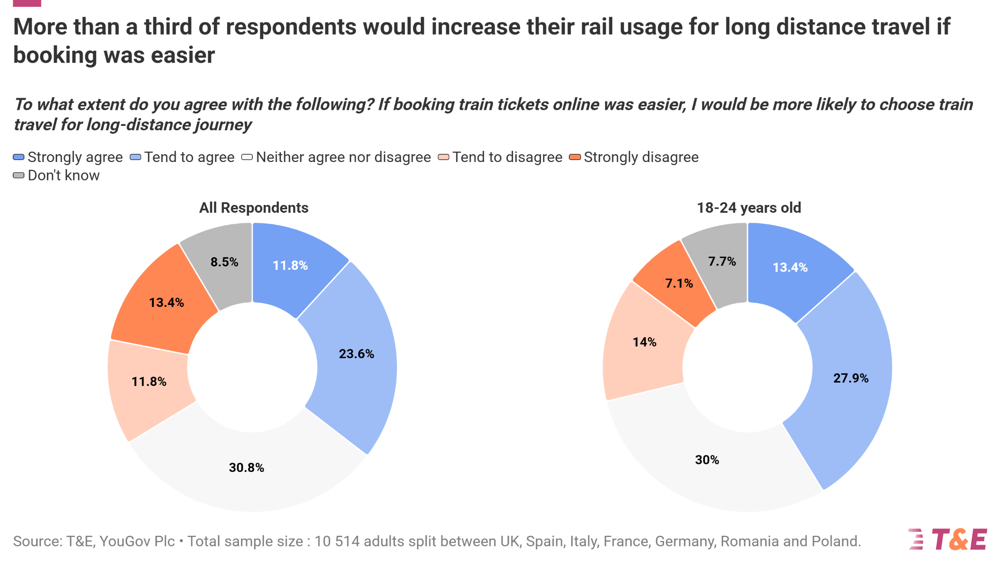 More than a third of respondents would increase their rail usage for long distance travel if
booking was easier
To what extent do you agree with the following? If booking train tickets online was easier, I would be more likely to choose train
travel for long-distance journey
Strongly agree Tend to agree Neither agree nor disagree Tend to disagree Strongly disagree
Don't know
All Respondents
8.5%
11.8%
13.4%
23.6%
11.8%
30.8%
18-24 years old
7.7%
13.4%
7.1%
14%
27.9%
30%
Source: T&E, YouGov Plc • Total sample size : 10 514 adults split between UK, Spain, Italy, France, Germany, Romania and Poland.
T&E